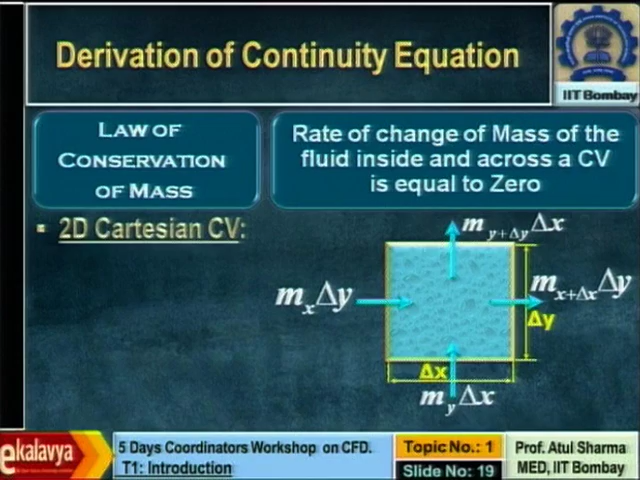 Derivation of Continuity Equation
IIT Bombay
LAW OF
CONSERVATION
OF MASS
Rate of change of Mass of the
fluid inside and across a CV
is equal to Zero
▪ 2D Cartesian CV:
m_{y+Δy}Δx
m_xΔy
m_{x+Δx}Δy
Δy
Δx
m_yΔx
ekalavya
5 Days Coordinators Workshop on CFD.
T1: Introduction
Topic No.: 1
Slide No: 19
Prof. Atul Sharma
MED, IIT Bombay